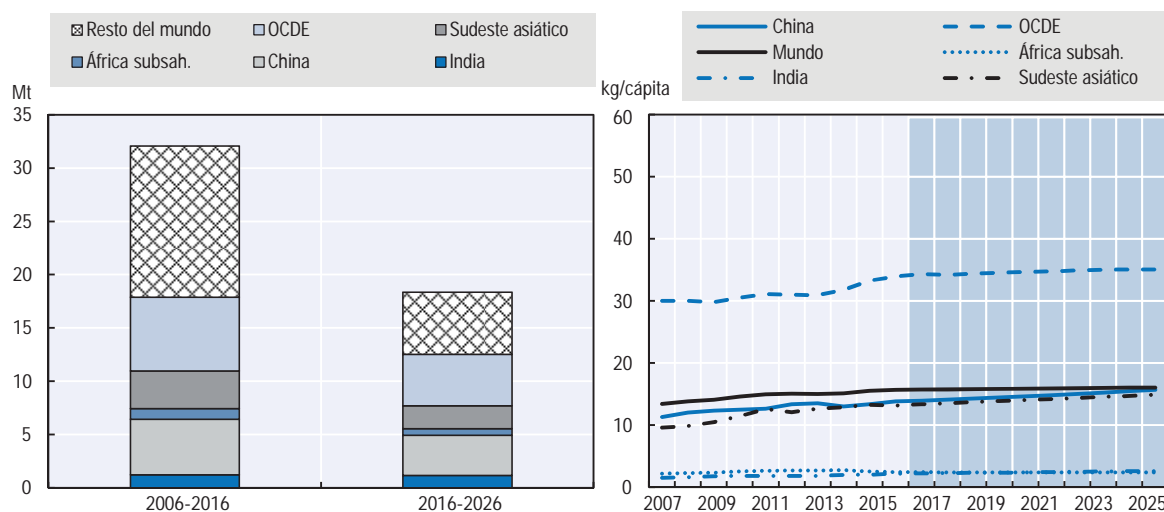 Resto del mundo OCDE Sudeste asiático
África subsah. China India
Mt
35
30
25
20
15
10
5
0
2006-2016 2016-2026
China OCDE
Mundo África subsah.
India Sudeste asiático
kg/cápita
60
50
40
30
20
10
0
2007 2009 2011 2013 2015 2017 2019 2021 2023 2025